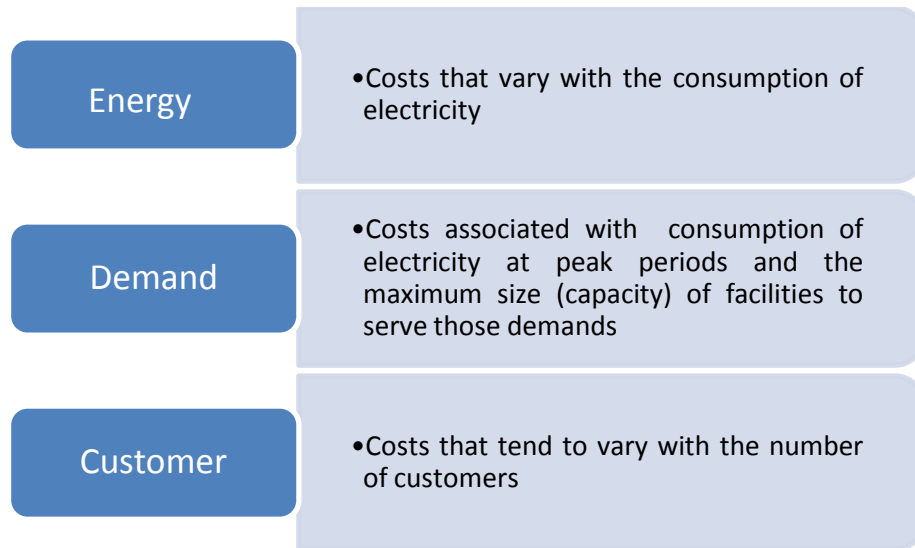 Energy
•Costs that vary with the consumption of
electricity
Demand
•Costs associated with consumption of
electricity at peak periods and the
maximum size (capacity) of facilities to
serve those demands
Customer
•Costs that tend to vary with the number
of customers